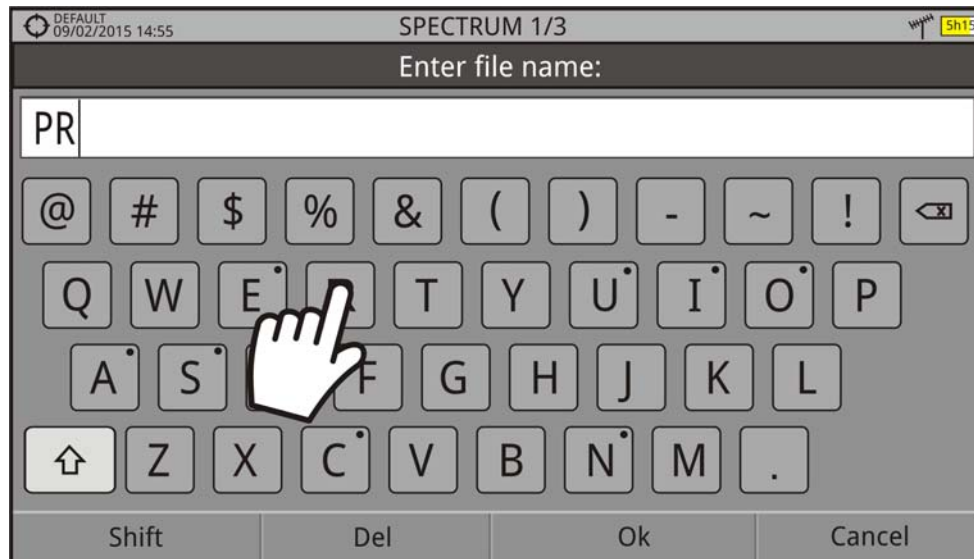 DEFAULT
09/02/2015 14:55
SPECTRUM 1/3
5h15
Enter file name:
PR
@ # $ % & ( ) - ~ !
Q W E R T Y U I O P
A S F G H J K L
Z X C V B N M .
Shift Del Ok Cancel